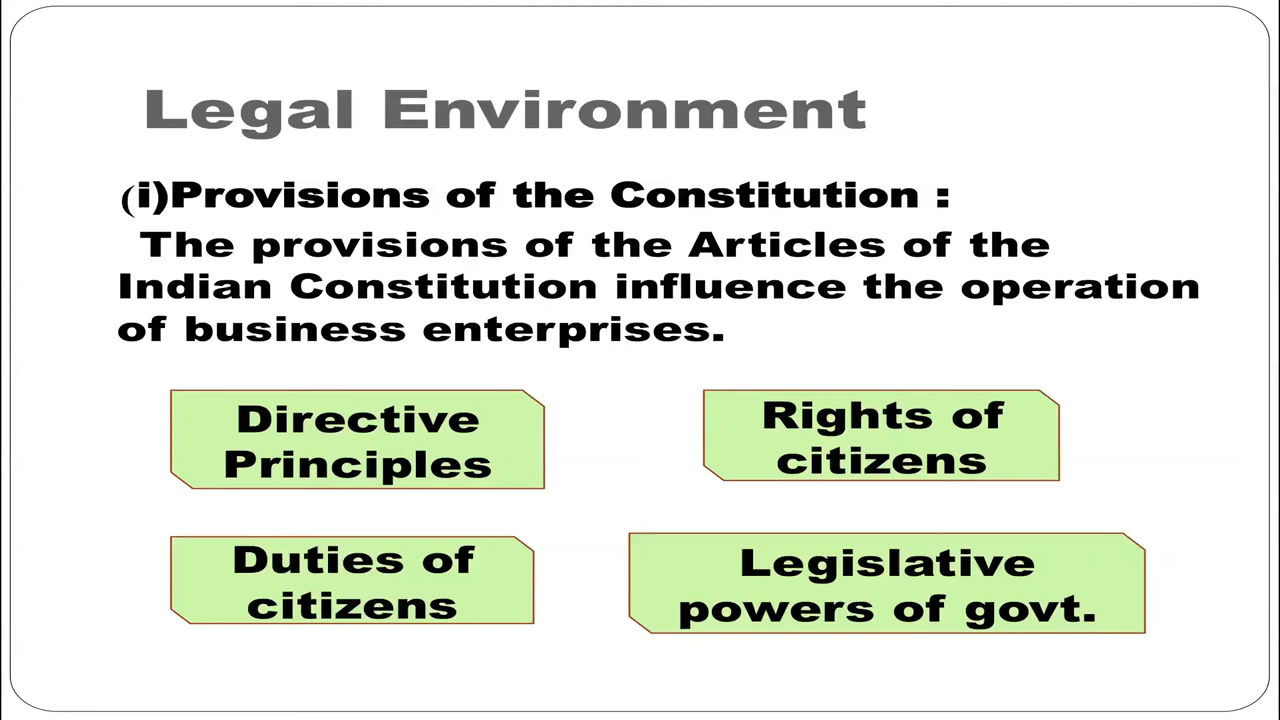 Legal Environment
(i)Provisions of the Constitution :
The provisions of the Articles of the
Indian Constitution influence the operation
of business enterprises.
Directive
Principles
Rights of
citizens
Duties of
citizens
Legislative
powers of govt.